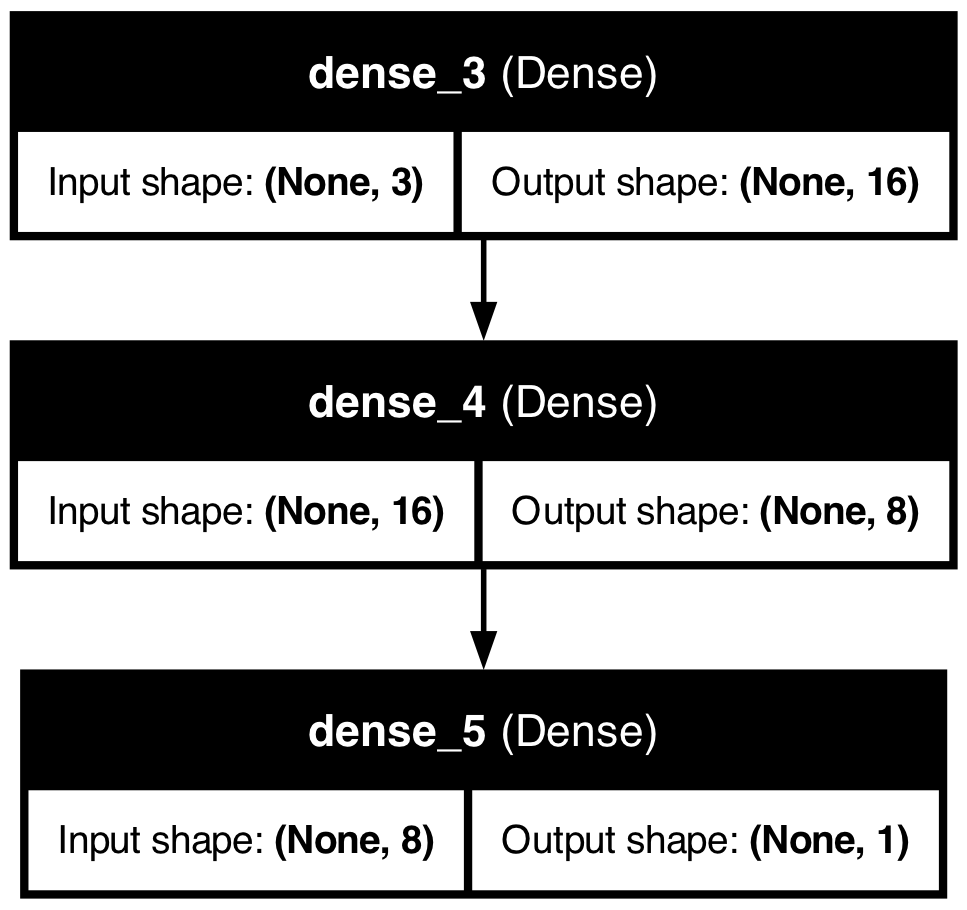 dense_3 (Dense)
Input shape: (None, 3) Output shape: (None, 16)
dense_4 (Dense)
Input shape: (None, 16) Output shape: (None, 8)
dense_5 (Dense)
Input shape: (None, 8) Output shape: (None, 1)